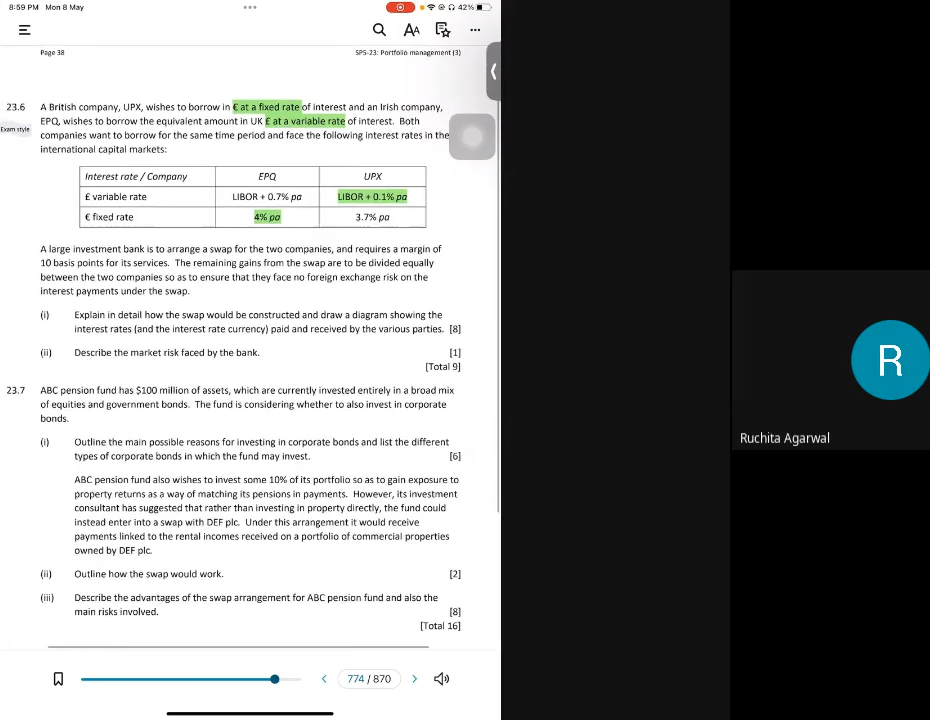 8:59 PM Mon 8 May
42%
Page 38
SP5-23: Portfolio management (3)
23.6 A British company, UPX, wishes to borrow in € at a fixed rate of interest and an Irish company,
Exam style
EPQ, wishes to borrow the equivalent amount in UK £ at a variable rate of interest. Both
companies want to borrow for the same time period and face the following interest rates in the
international capital markets:
Interest rate / Company EPQ UPX
£ variable rate LIBOR + 0.7% pa LIBOR + 0.1% pa
€ fixed rate 4% pa 3.7% pa
A large investment bank is to arrange a swap for the two companies, and requires a margin of
10 basis points for its services. The remaining gains from the swap are to be divided equally
between the two companies so as to ensure that they face no foreign exchange risk on the
interest payments under the swap.
(i) Explain in detail how the swap would be constructed and draw a diagram showing the
interest rates (and the interest rate currency) paid and received by the various parties. [8]
(ii) Describe the market risk faced by the bank. [1]
[Total 9]
23.7 ABC pension fund has $100 million of assets, which are currently invested entirely in a broad mix
of equities and government bonds. The fund is considering whether to also invest in corporate
bonds.
(i) Outline the main possible reasons for investing in corporate bonds and list the different
types of corporate bonds in which the fund may invest. [6]
ABC pension fund also wishes to invest some 10% of its portfolio so as to gain exposure to
property returns as a way of matching its pensions in payments. However, its investment
consultant has suggested that rather than investing in property directly, the fund could
instead enter into a swap with DEF plc. Under this arrangement it would receive
payments linked to the rental incomes received on a portfolio of commercial properties
owned by DEF plc.
(ii) Outline how the swap would work. [2]
(iii) Describe the advantages of the swap arrangement for ABC pension fund and also the
main risks involved. [8]
[Total 16]
774 / 870
R
Ruchita Agarwal